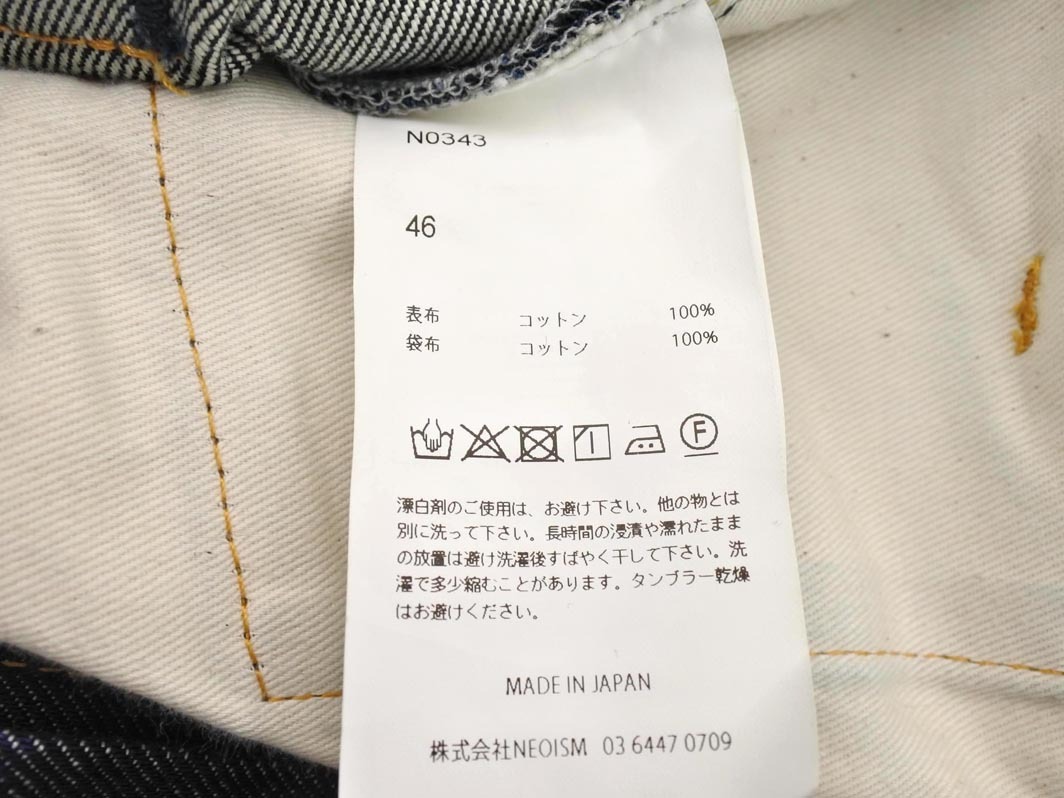 N0343
46
表布 コットン 100%
袋布 コットン 100%
F
漂白剤のご使用は、お避け下さい。他の物とは
別に洗って下さい。長時間の浸漬や濡れたまま
の放置は避け洗濯後すばやく干して下さい。洗
濯で多少縮むことがあります。タンブラー乾燥
はお避けください。
MADE IN JAPAN
株式会社NEOISM 03 6447 0709